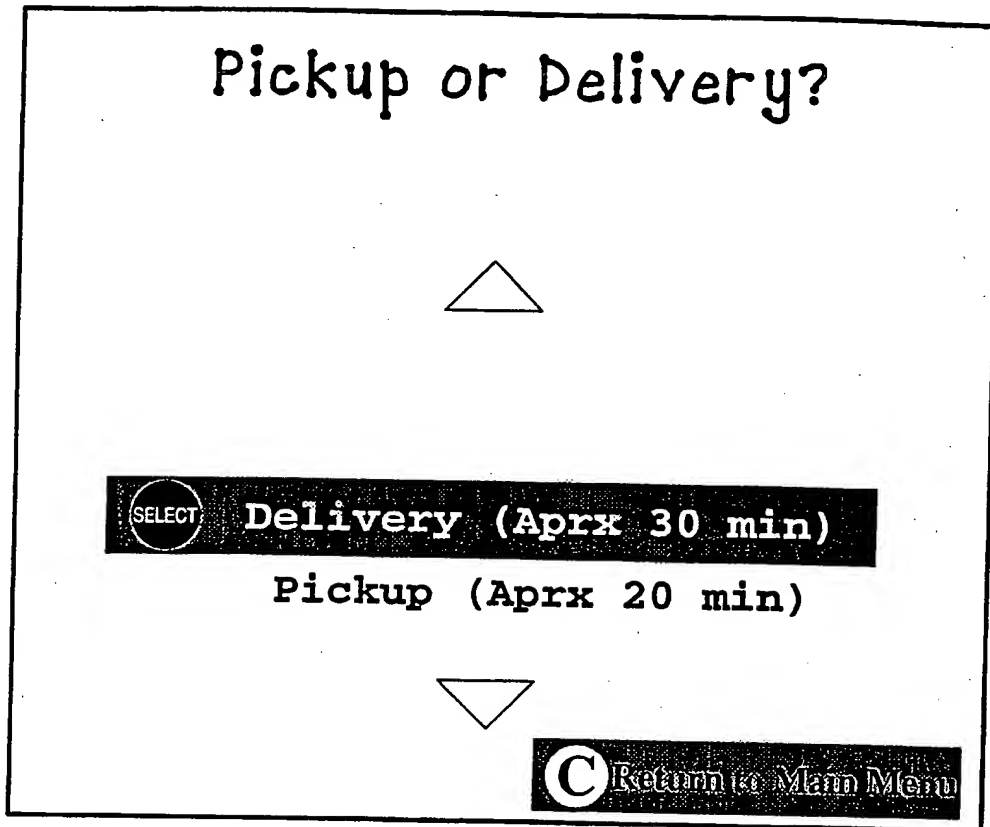 Pickup or Delivery?
SELECT Delivery (Aprx 30 min)
Pickup (Aprx 20 min)
C Return to Main Menu